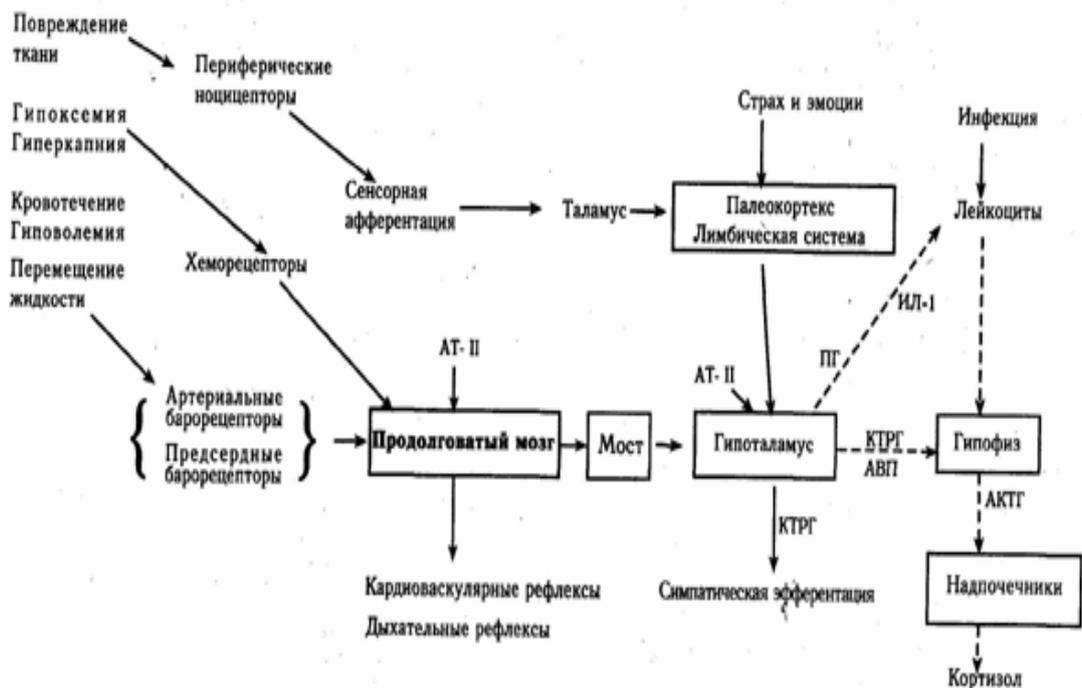 Повреждение
ткани
Периферические
ноцицепторы
Гипоксемия
Гиперкапния
Страх и эмоции
Инфекция
Сенсорная
афферентация
Таламус
Палеокортекс
Лимбическая система
Лейкоциты
Кровотечение
Гиповолемия
Перемещение
жидкости
Хеморецепторы
ИЛ-1
ПГ
АТ- II
АТ- II
Артериальные
барорецепторы
Предсердные
барорецепторы
Продолговатый мозг
Мост
Гипоталамус
КТРГ
АВП
Гипофиз
АКТГ
КТРГ
Кардиоваскулярные рефлексы
Дыхательные рефлексы
Симпатическая эфферентация
Надпочечники
Кортизол